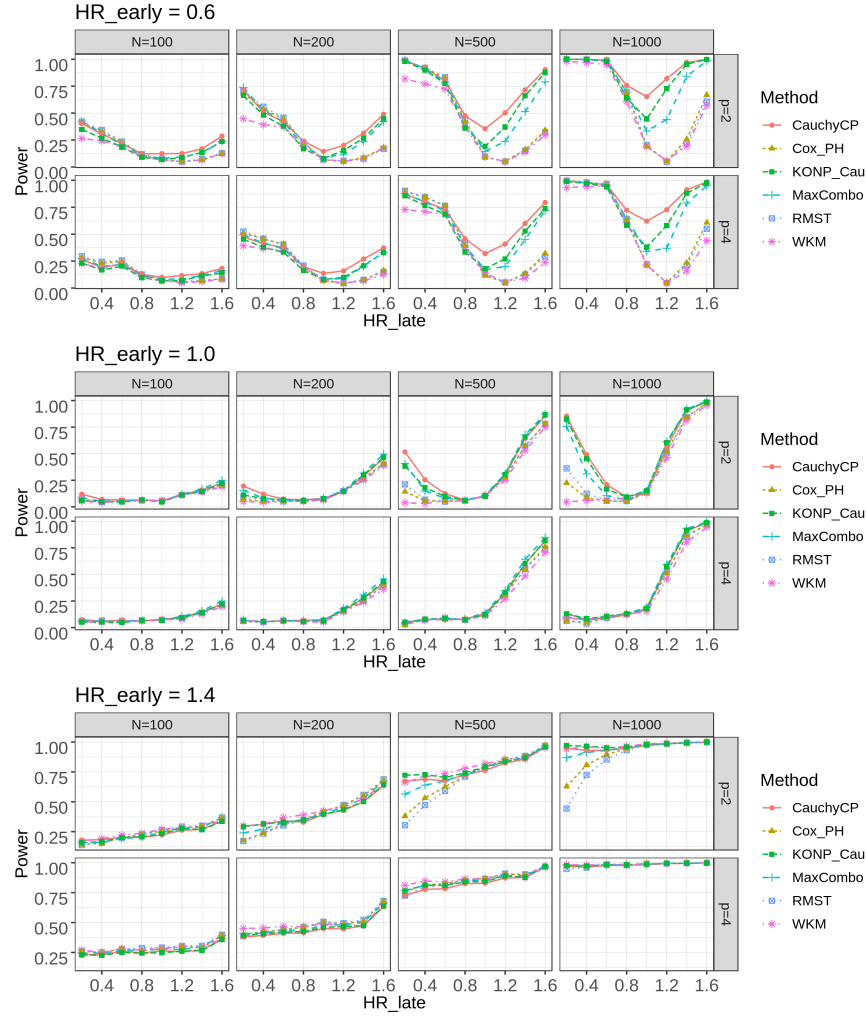 HR_early = 0.6
N=100 N=200 N=500 N=1000
1.00
0.75
0.50
0.25
0.00
p=2
1.00
0.75
0.50
0.25
0.00
p=4
Power
0.4 0.8 1.2 1.6 0.4 0.8 1.2 1.6 0.4 0.8 1.2 1.6 0.4 0.8 1.2 1.6
HR_late
Method
CauchyCP
Cox_PH
KONP_Cau
MaxCombo
RMST
WKM
HR_early = 1.0
N=100 N=200 N=500 N=1000
1.00
0.75
0.50
0.25
0.00
p=2
1.00
0.75
0.50
0.25
0.00
p=4
Power
0.4 0.8 1.2 1.6 0.4 0.8 1.2 1.6 0.4 0.8 1.2 1.6 0.4 0.8 1.2 1.6
HR_late
Method
CauchyCP
Cox_PH
KONP_Cau
MaxCombo
RMST
WKM
HR_early = 1.4
N=100 N=200 N=500 N=1000
1.00
0.75
0.50
0.25
p=2
1.00
0.75
0.50
0.25
p=4
Power
0.4 0.8 1.2 1.6 0.4 0.8 1.2 1.6 0.4 0.8 1.2 1.6 0.4 0.8 1.2 1.6
HR_late
Method
CauchyCP
Cox_PH
KONP_Cau
MaxCombo
RMST
WKM